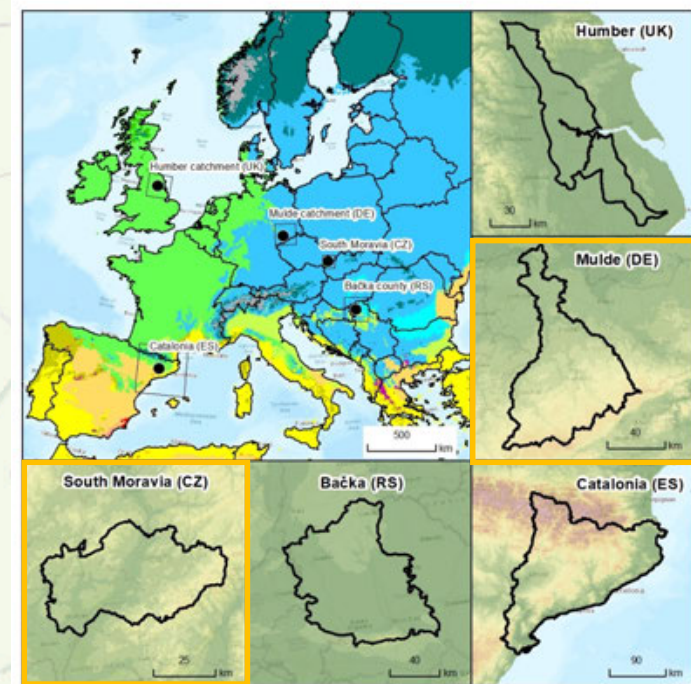 Humber catchment (UK)
Mulde catchment (DE)
South Moravia (CZ)
Bačka county (RS)
Catalonia (ES)
500
km
Humber (UK)
30
km
Mulde (DE)
40
km
South Moravia (CZ)
25
km
Bačka (RS)
40
km
Catalonia (ES)
90
km